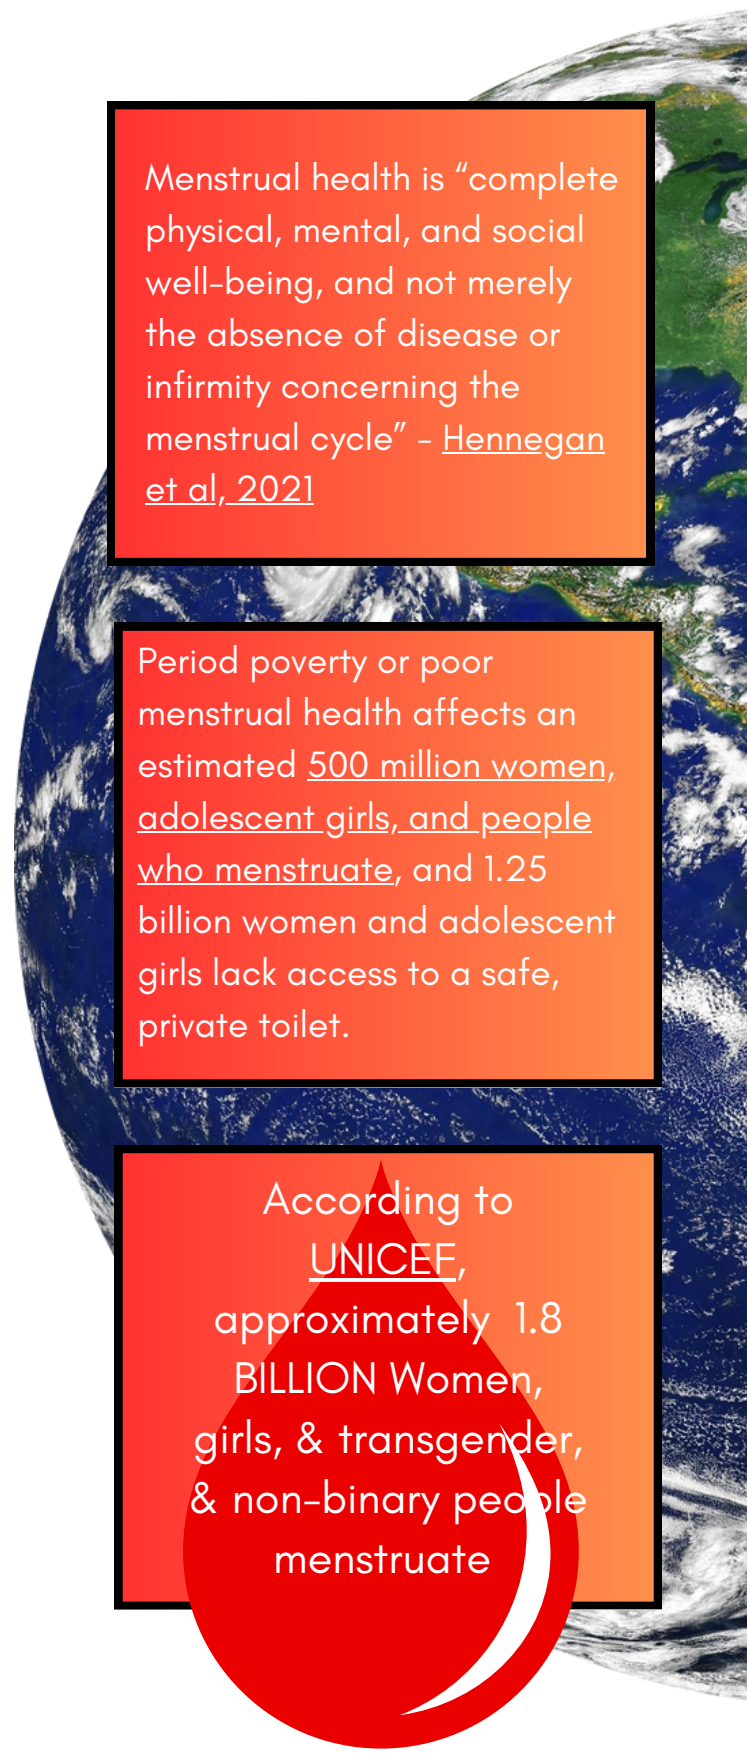 Menstrual health is “complete
physical, mental, and social
well-being, and not merely
the absence of disease or
infirmity concerning the
menstrual cycle” - Hennegan
et al, 2021
Period poverty or poor
menstrual health affects an
estimated 500 million women,
adolescent girls, and people
who menstruate, and 1.25
billion women and adolescent
girls lack access to a safe,
private toilet.
According to
UNICEF,
approximately 1.8
BILLION Women,
girls, & transgender,
& non-binary people
menstruate